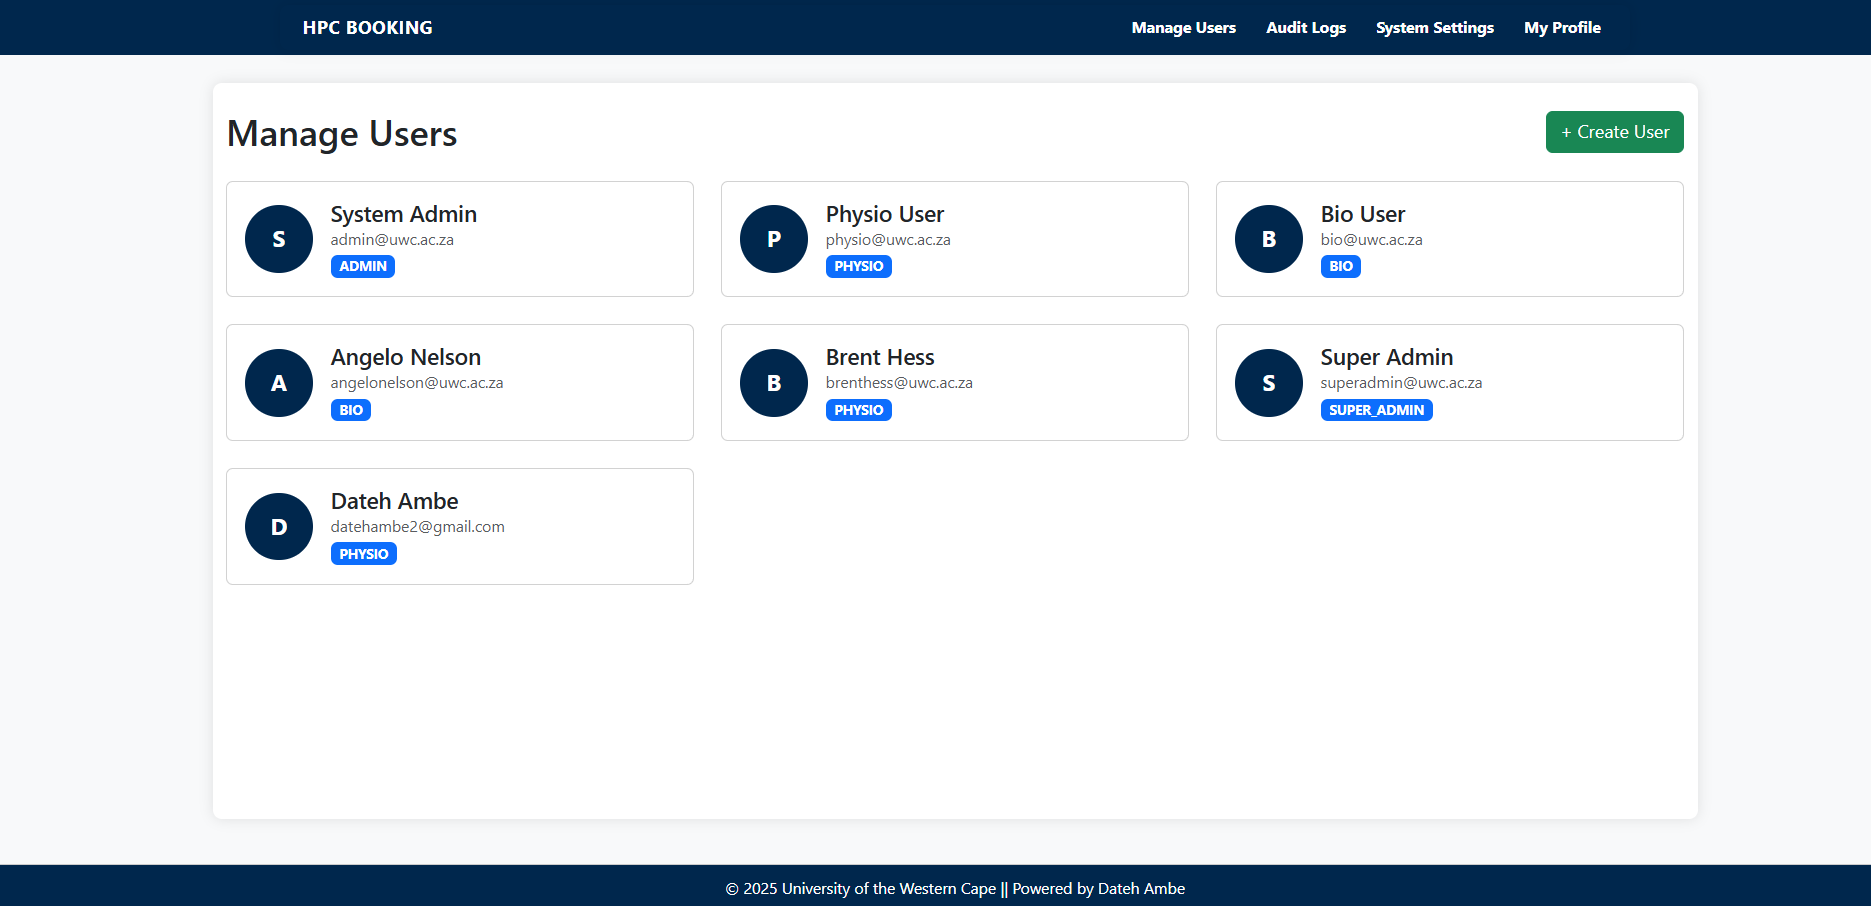 HPC BOOKING
Manage Users Audit Logs System Settings My Profile
Manage Users
+ Create User
S
System Admin
admin@uwc.ac.za
ADMIN
P
Physio User
physio@uwc.ac.za
PHYSIO
B
Bio User
bio@uwc.ac.za
BIO
A
Angelo Nelson
angelonelson@uwc.ac.za
BIO
B
Brent Hess
brenthess@uwc.ac.za
PHYSIO
S
Super Admin
superadmin@uwc.ac.za
SUPER_ADMIN
D
Dateh Ambe
datehambe2@gmail.com
PHYSIO
© 2025 University of the Western Cape || Powered by Dateh Ambe